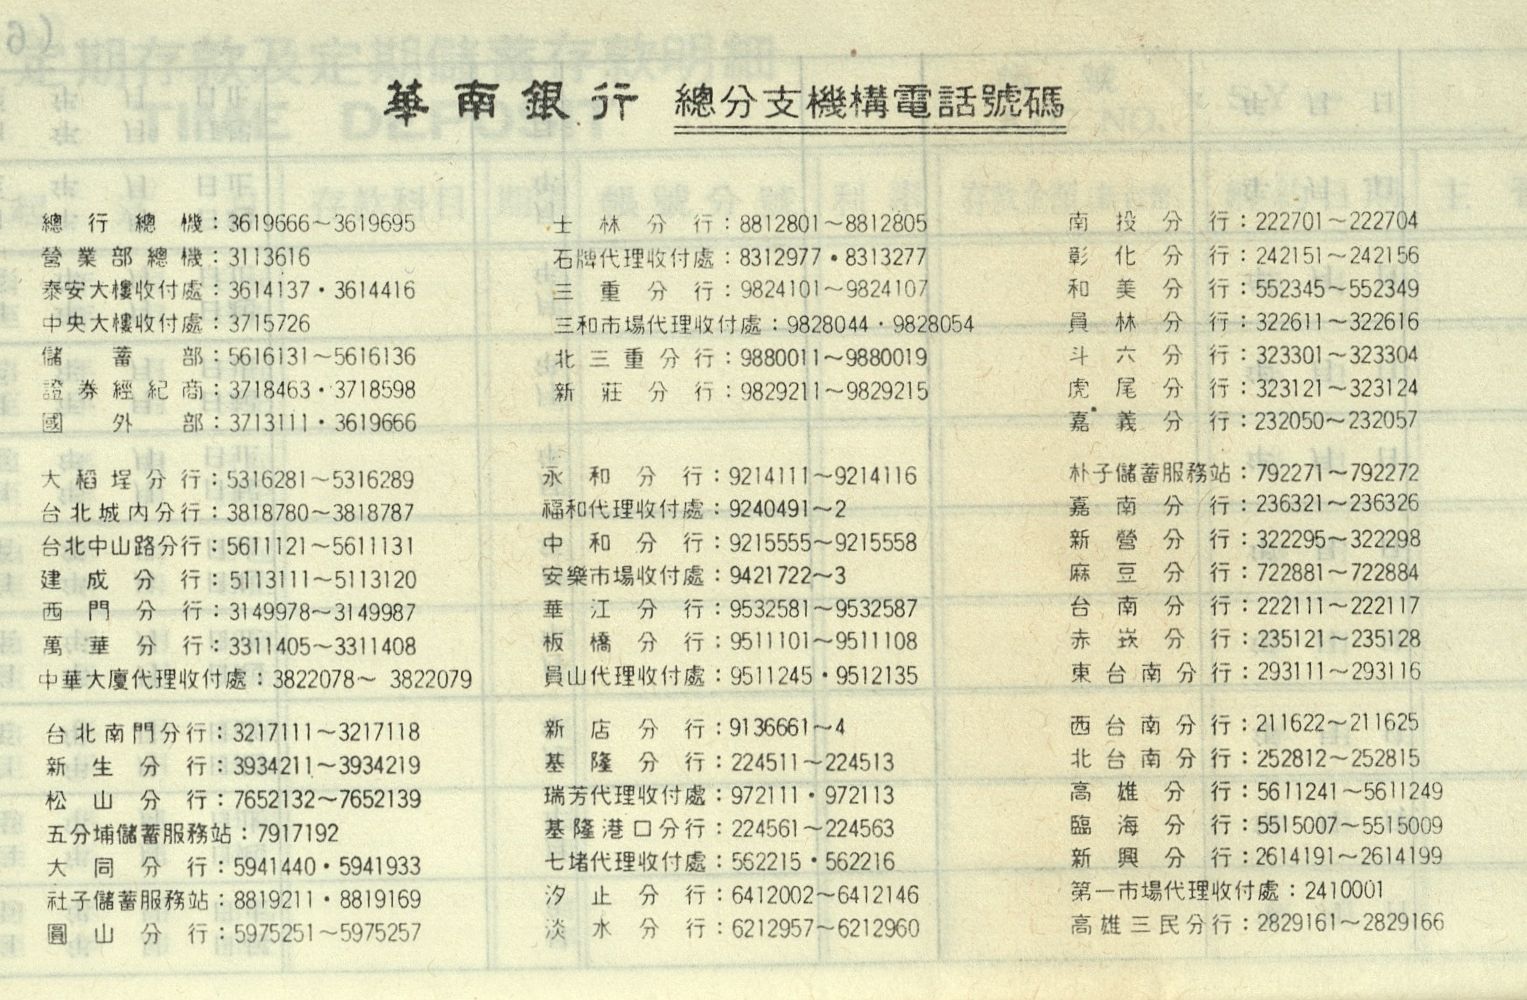 華南銀行 總分支機構電話號碼
總行總機：3619666～3619695
營業部總機：3113616
泰安大樓收付處：3614137・3614416
中央大樓收付處：3715726
儲蓄部：5616131～5616136
證券經紀商：3718463・3718598
國外部：3713111・3619666
大稻埕分行：5316281～5316289
台北城內分行：3818780～3818787
台北中山路分行：5611121～5611131
建成分行：5113111～5113120
西門分行：3149978～3149987
萬華分行：3311405～3311408
中華大廈代理收付處：3822078～3822079
台北南門分行：3217111～3217118
新生分行：3934211～3934219
松山分行：7652132～7652139
五分埔儲蓄服務站：7917192
大同分行：5941440・5941933
社子儲蓄服務站：8819211・8819169
圓山分行：5975251～5975257
士林分行：8812801～8812805
石牌代理收付處：8312977・8313277
三重分行：9824101～9824107
三和市場代理收付處：9828044・9828054
北三重分行：9880011～9880019
新莊分行：9829211～9829215
永和分行：9214111～9214116
福和代理收付處：9240491～2
中和分行：9215555～9215558
安樂市場收付處：9421722～3
華江分行：9532581～9532587
板橋分行：9511101～9511108
員山代理收付處：9511245・9512135
新店分行：9136661～4
基隆分行：224511～224513
瑞芳代理收付處：972111・972113
基隆港口分行：224561～224563
七堵代理收付處：562215・562216
汐止分行：6412002～6412146
淡水分行：6212957～6212960
南投分行：222701～222704
彰化分行：242151～242156
和美分行：552345～552349
員林分行：322611～322616
斗六分行：323301～323304
虎尾分行：323121～323124
嘉義分行：232050～232057
朴子儲蓄服務站：792271～792272
嘉南分行：236321～236326
新營分行：322295～322298
麻豆分行：722881～722884
台南分行：222111～222117
赤崁分行：235121～235128
東台南分行：293111～293116
西台南分行：211622～211625
北台南分行：252812～252815
高雄分行：5611241～5611249
臨海分行：5515007～5515009
新興分行：2614191～2614199
第一市場代理收付處：2410001
高雄三民分行：2829161～2829166